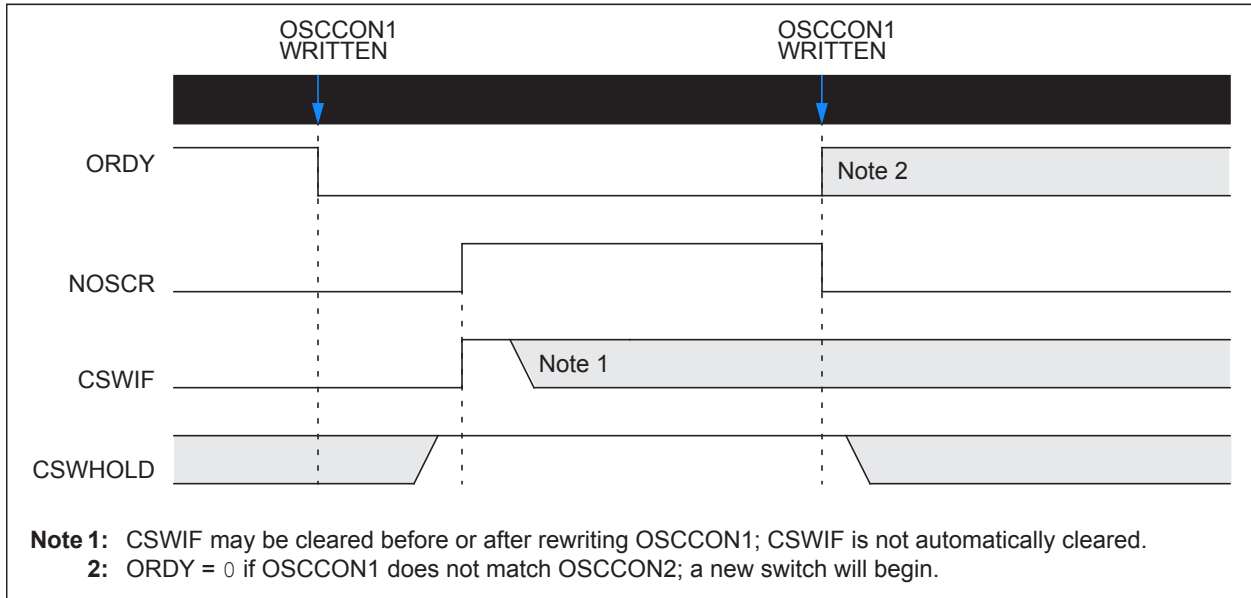 OSCCON1
WRITTEN
OSCCON1
WRITTEN
ORDY
Note 2
NOSCR
CSWIF
Note 1
CSWHOLD
Note 1: CSWIF may be cleared before or after rewriting OSCCON1; CSWIF is not automatically cleared.
2: ORDY = 0 if OSCCON1 does not match OSCCON2; a new switch will begin.